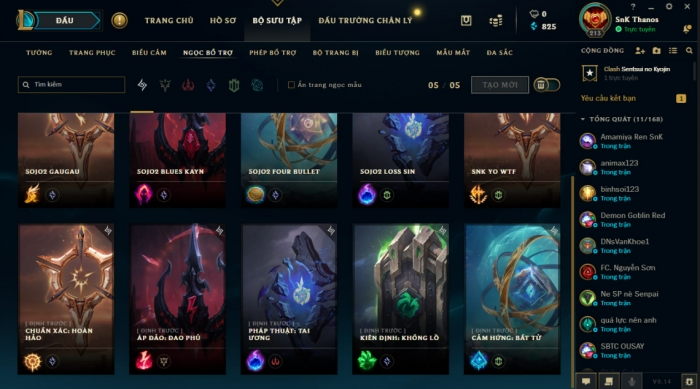 ĐẤU
TRANG CHỦ
HỒ SƠ
BỘ SƯU TẬP
ĐẤU TRƯỜNG CHÂN LÝ
0
825
215
SnK Thanos
Trực tuyến
TƯỚNG
TRANG PHỤC
BIỂU CẢM
NGỌC BỔ TRỢ
PHÉP BỔ TRỢ
BỘ TRANG BỊ
BIỂU TƯỢNG
MẪU MẮT
ĐA SẮC
Tìm kiếm
Ẩn trang ngọc mẫu
05 / 05
TẠO MỚI
SOJO2 GAUGAU
SOJO2 BLUES KAYN
SOJO2 FOUR BULLET
SOJO2 LOSS SIN
SNK YO WTF
[ ĐỊNH TRƯỚC ]
CHUẨN XÁC: HOÀN
HẢO
[ ĐỊNH TRƯỚC ]
ÁP ĐẢO: ĐAO PHỦ
[ ĐỊNH TRƯỚC ]
PHÁP THUẬT: TAI
ƯƠNG
[ ĐỊNH TRƯỚC ]
KIÊN ĐỊNH: KHỔNG LỒ
[ ĐỊNH TRƯỚC ]
CẢM HỨNG: BẤT TỬ
CỘNG ĐỒNG
Clash Sentsui no Kyojin
1 trực tuyến
Yêu cầu kết bạn
1
TỔNG QUÁT (11/168)
Amamiya Ren SnK
Trong trận
animax123
Trong trận
binhsoi123
Trong trận
Demon Goblin Red
Trong trận
DNsVanKhoe1
Trong trận
FC. Nguyễn Sơn
Trong trận
Ne SP nè Senpai
Trong trận
quá lực nên anh
Trong trận
SBTC OUSAY
Trong trận
V9.14